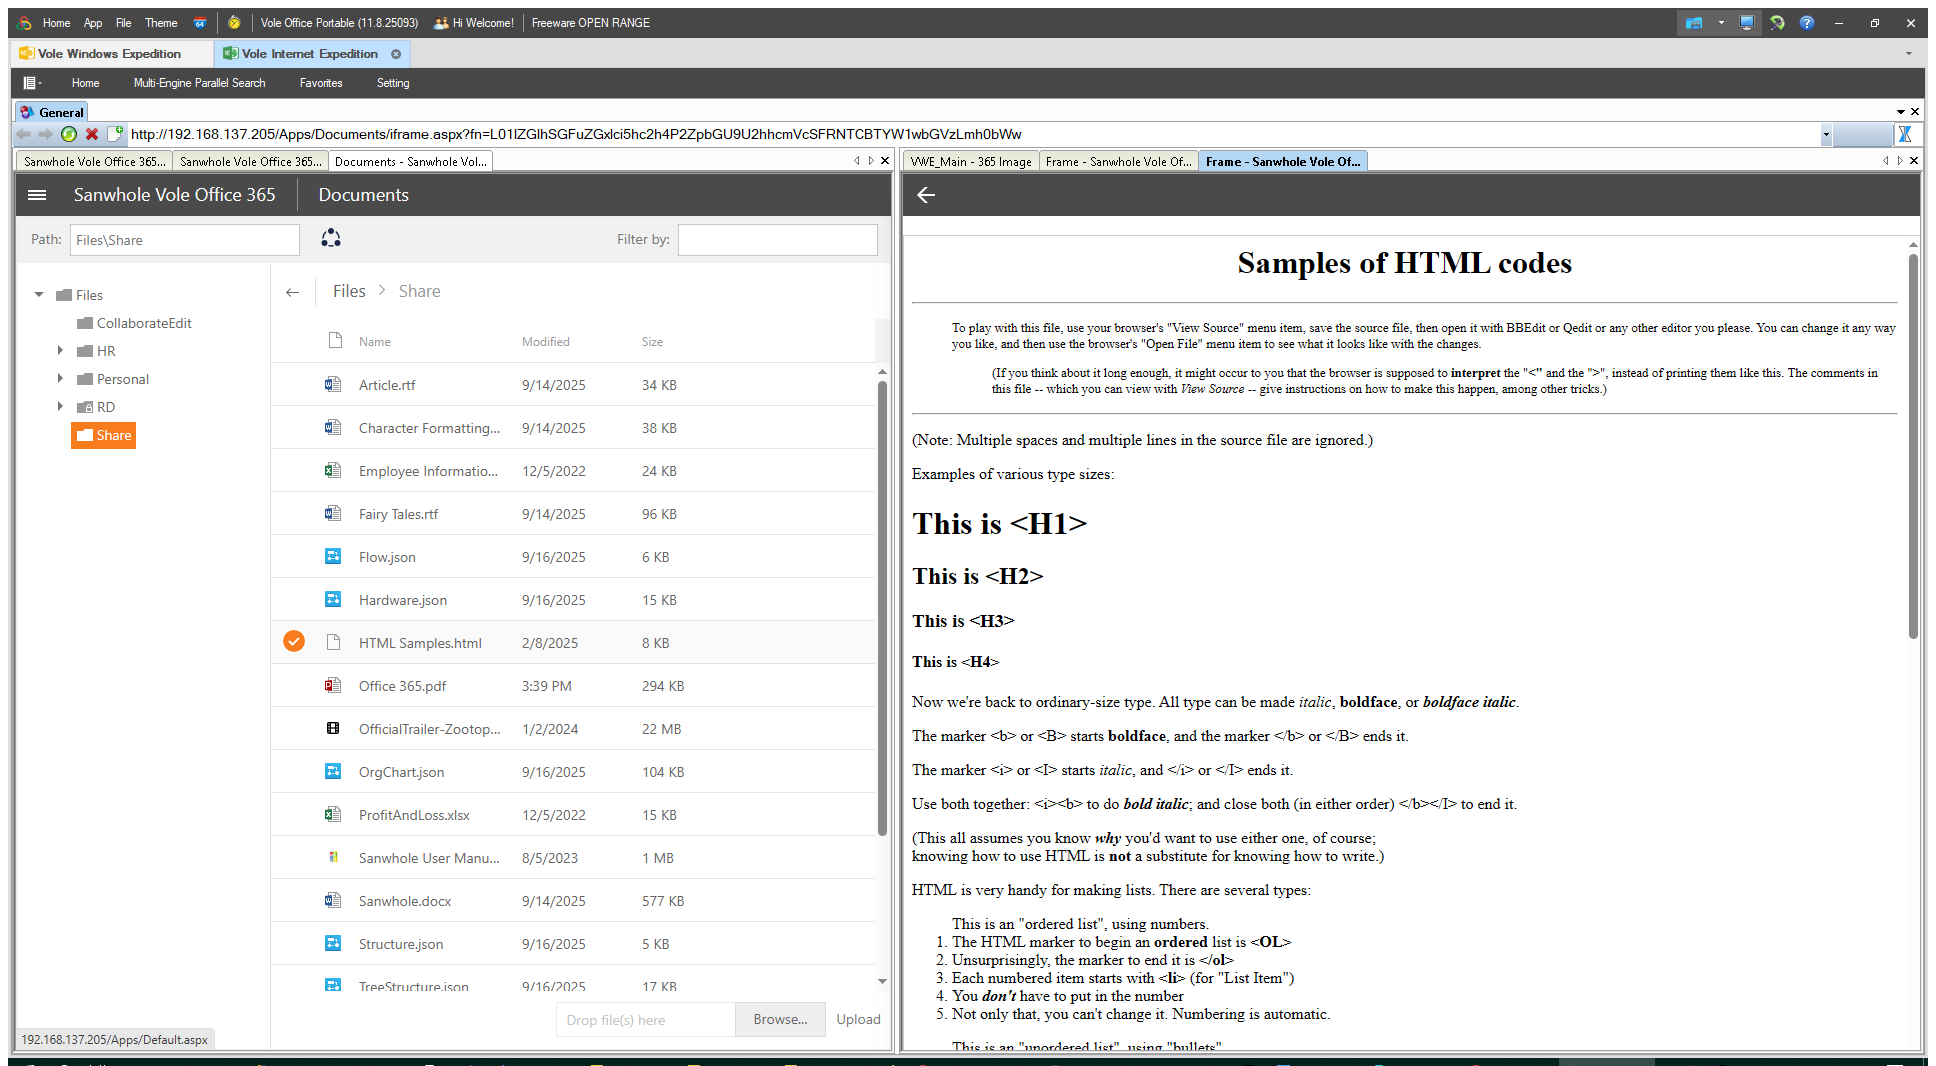 Home App File Theme 64 Vole Office Portable (11.8.25093) Hi Welcome! Freeware OPEN RANGE
Vole Windows Expedition Vole Internet Expedition
Home Multi-Engine Parallel Search Favorites Setting
General
http://192.168.137.205/Apps/Documents/iframe.aspx?fn=L01lZGlhSGFuZGxlci5hc2h4P2ZpbGU9U2hhcmVcSFRNTCBTYW1wbGVzLmh0bWw
Sanwhole Vole Office 365... Sanwhole Vole Office 365... Documents - Sanwhole Vol...
Sanwhole Vole Office 365 Documents
Path: Files\Share Filter by:
Files
CollaborateEdit
HR
Personal
RD
Share
Files > Share
Name Modified Size
Article.rtf 9/14/2025 34 KB
Character Formatting... 9/14/2025 38 KB
Employee Informatio... 12/5/2022 24 KB
Fairy Tales.rtf 9/14/2025 96 KB
Flow.json 9/16/2025 6 KB
Hardware.json 9/16/2025 15 KB
HTML Samples.html 2/8/2025 8 KB
Office 365.pdf 3:39 PM 294 KB
OfficialTrailer-Zootop... 1/2/2024 22 MB
OrgChart.json 9/16/2025 104 KB
ProfitAndLoss.xlsx 12/5/2022 15 KB
Sanwhole User Manu... 8/5/2023 1 MB
Sanwhole.docx 9/14/2025 577 KB
Structure.json 9/16/2025 5 KB
TreeStructure.json 9/16/2025 17 KB
Drop file(s) here Browse... Upload
192.168.137.205/Apps/Default.aspx
VWE_Main - 365 Image Frame - Sanwhole Vole Of... Frame - Sanwhole Vole Of...
Samples of HTML codes
To play with this file, use your browser's "View Source" menu item, save the source file, then open it with BBEdit or Qedit or any other editor you please. You can change it any way
you like, and then use the browser's "Open File" menu item to see what it looks like with the changes.
(If you think about it long enough, it might occur to you that the browser is supposed to interpret the "<" and the ">", instead of printing them like this. The comments in
this file -- which you can view with View Source -- give instructions on how to make this happen, among other tricks.)
(Note: Multiple spaces and multiple lines in the source file are ignored.)
Examples of various type sizes:
This is <H1>
This is <H2>
This is <H3>
This is <H4>
Now we're back to ordinary-size type. All type can be made italic, boldface, or boldface italic.
The marker <b> or <B> starts boldface, and the marker </b> or </B> ends it.
The marker <i> or <I> starts italic, and </i> or </I> ends it.
Use both together: <i><b> to do bold italic; and close both (in either order) </b></I> to end it.
(This all assumes you know why you'd want to use either one, of course;
knowing how to use HTML is not a substitute for knowing how to write.)
HTML is very handy for making lists. There are several types:
This is an "ordered list", using numbers.
1. The HTML marker to begin an ordered list is <OL>
2. Unsurprisingly, the marker to end it is </ol>
3. Each numbered item starts with <li> (for "List Item")
4. You don't have to put in the number
5. Not only that, you can't change it. Numbering is automatic.
This is an "unordered list", using "bullets".